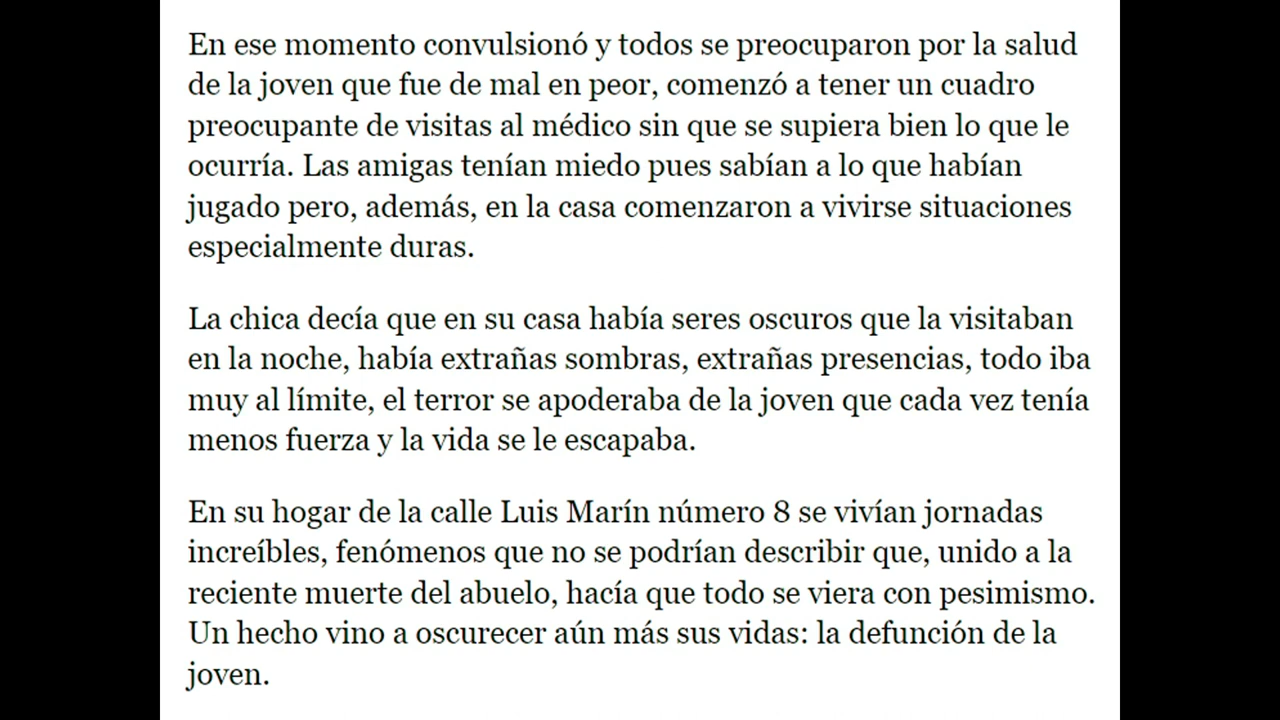 En ese momento convulsionó y todos se preocuparon por la salud
de la joven que fue de mal en peor, comenzó a tener un cuadro
preocupante de visitas al médico sin que se supiera bien lo que le
ocurría. Las amigas tenían miedo pues sabían a lo que habían
jugado pero, además, en la casa comenzaron a vivirse situaciones
especialmente duras.
La chica decía que en su casa había seres oscuros que la visitaban
en la noche, había extrañas sombras, extrañas presencias, todo iba
muy al límite, el terror se apoderaba de la joven que cada vez tenía
menos fuerza y la vida se le escapaba.
En su hogar de la calle Luis Marín número 8 se vivían jornadas
increíbles, fenómenos que no se podrían describir que, unido a la
reciente muerte del abuelo, hacía que todo se viera con pesimismo.
Un hecho vino a oscurecer aún más sus vidas: la defunción de la
joven.